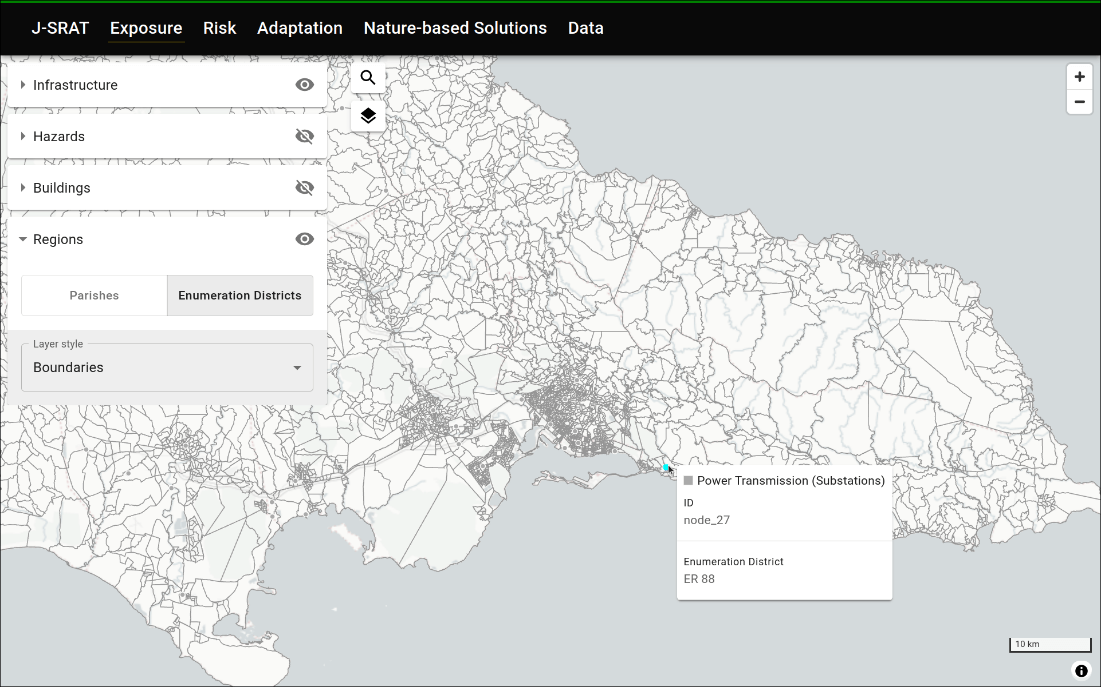 J-SRAT Exposure Risk Adaptation Nature-based Solutions Data
Infrastructure
Hazards
Buildings
Regions
Parishes Enumeration Districts
Layer style
Boundaries
Power Transmission (Substations)
ID
node_27
Enumeration District
ER 88
10 km